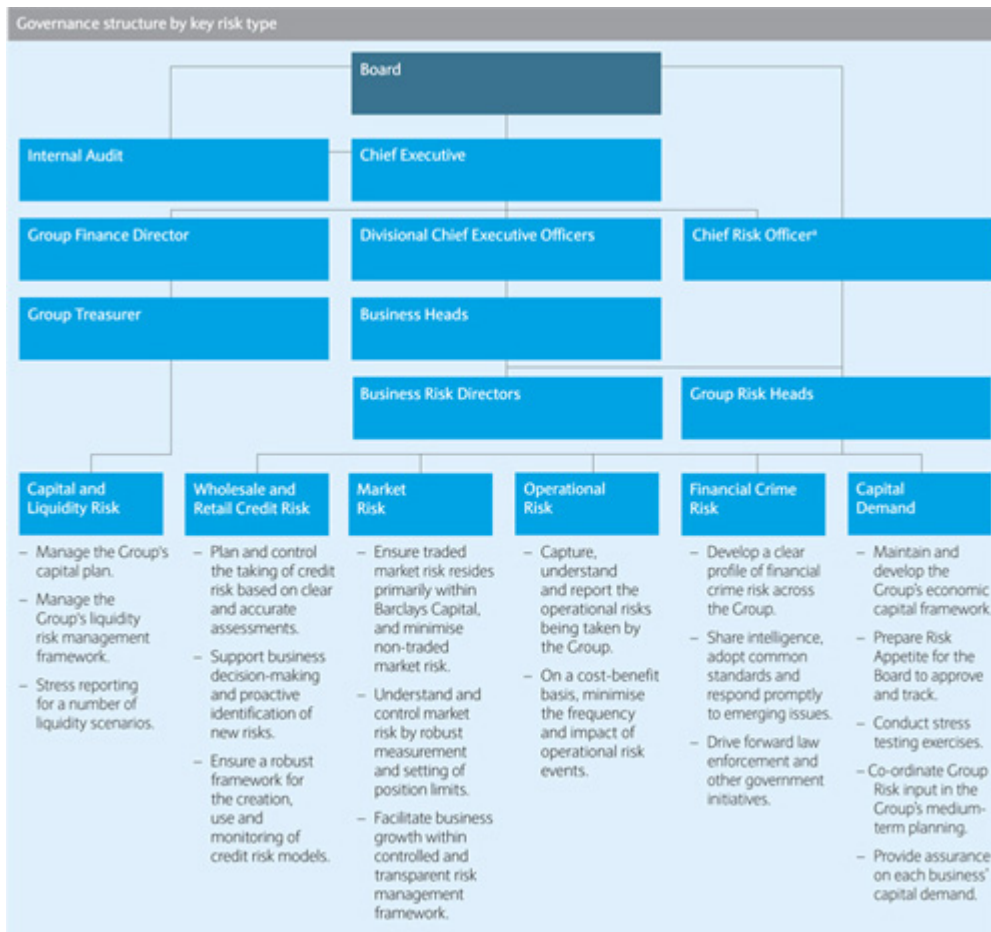 Governance structure by key risk type
Board
Internal Audit
Chief Executive
Group Finance Director
Divisional Chief Executive Officers
Chief Risk Officerª
Group Treasurer
Business Heads
Business Risk Directors
Group Risk Heads
Capital and
Liquidity Risk
– Manage the Group's
capital plan.
– Manage the
Group's liquidity
risk management
framework.
– Stress reporting
for a number of
liquidity scenarios.
Wholesale and
Retail Credit Risk
– Plan and control
the taking of credit
risk based on clear
and accurate
assessments.
– Support business
decision-making
and proactive
identification of
new risks.
– Ensure a robust
framework for
the creation,
use and
monitoring of
credit risk models.
Market
Risk
– Ensure traded
market risk resides
primarily within
Barclays Capital,
and minimise
non-traded
market risk.
– Understand and
control market
risk by robust
measurement
and setting of
position limits.
– Facilitate business
growth within
controlled and
transparent risk
management
framework.
Operational
Risk
– Capture,
understand
and report the
operational risks
being taken by
the Group.
– On a cost-benefit
basis, minimise
the frequency
and impact of
operational risk
events.
Financial Crime
Risk
– Develop a clear
profile of financial
crime risk across
the Group.
– Share intelligence,
adopt common
standards and
respond promptly
to emerging issues.
– Drive forward law
enforcement and
other government
initiatives.
Capital
Demand
– Maintain and
develop the
Group's economic
capital framework.
– Prepare Risk
Appetite for the
Board to approve
and track.
– Conduct stress
testing exercises.
– Co-ordinate Group
Risk input in the
Group's medium-
term planning.
– Provide assurance
on each business'
capital demand.